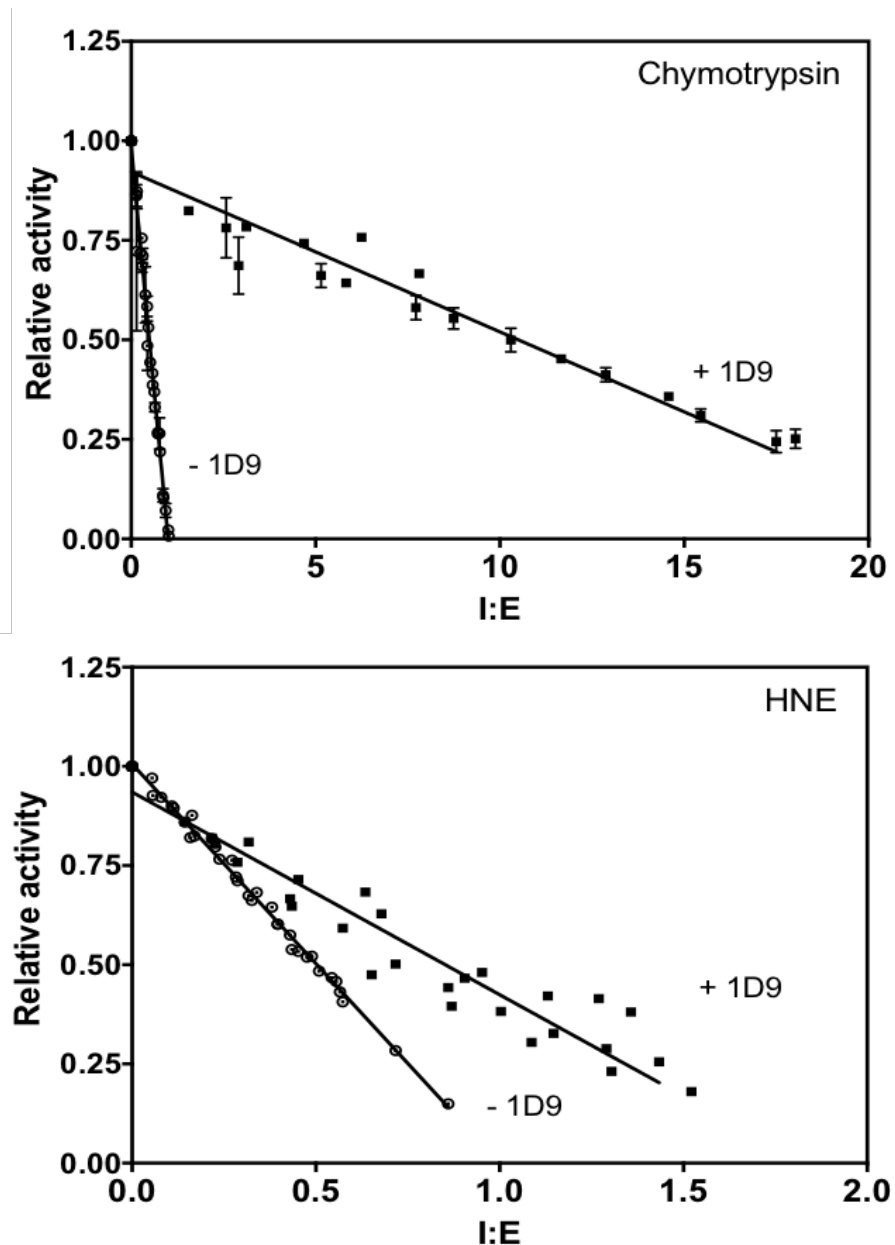 1.25
Chymotrypsin
1.00
0.75
0.50
+ 1D9
0.25
- 1D9
0.00
0 5 10 15 20
I:E
Relative activity
1.25
HNE
1.00
0.75
0.50
+ 1D9
0.25
- 1D9
0.00
0.0 0.5 1.0 1.5 2.0
I:E
Relative activity